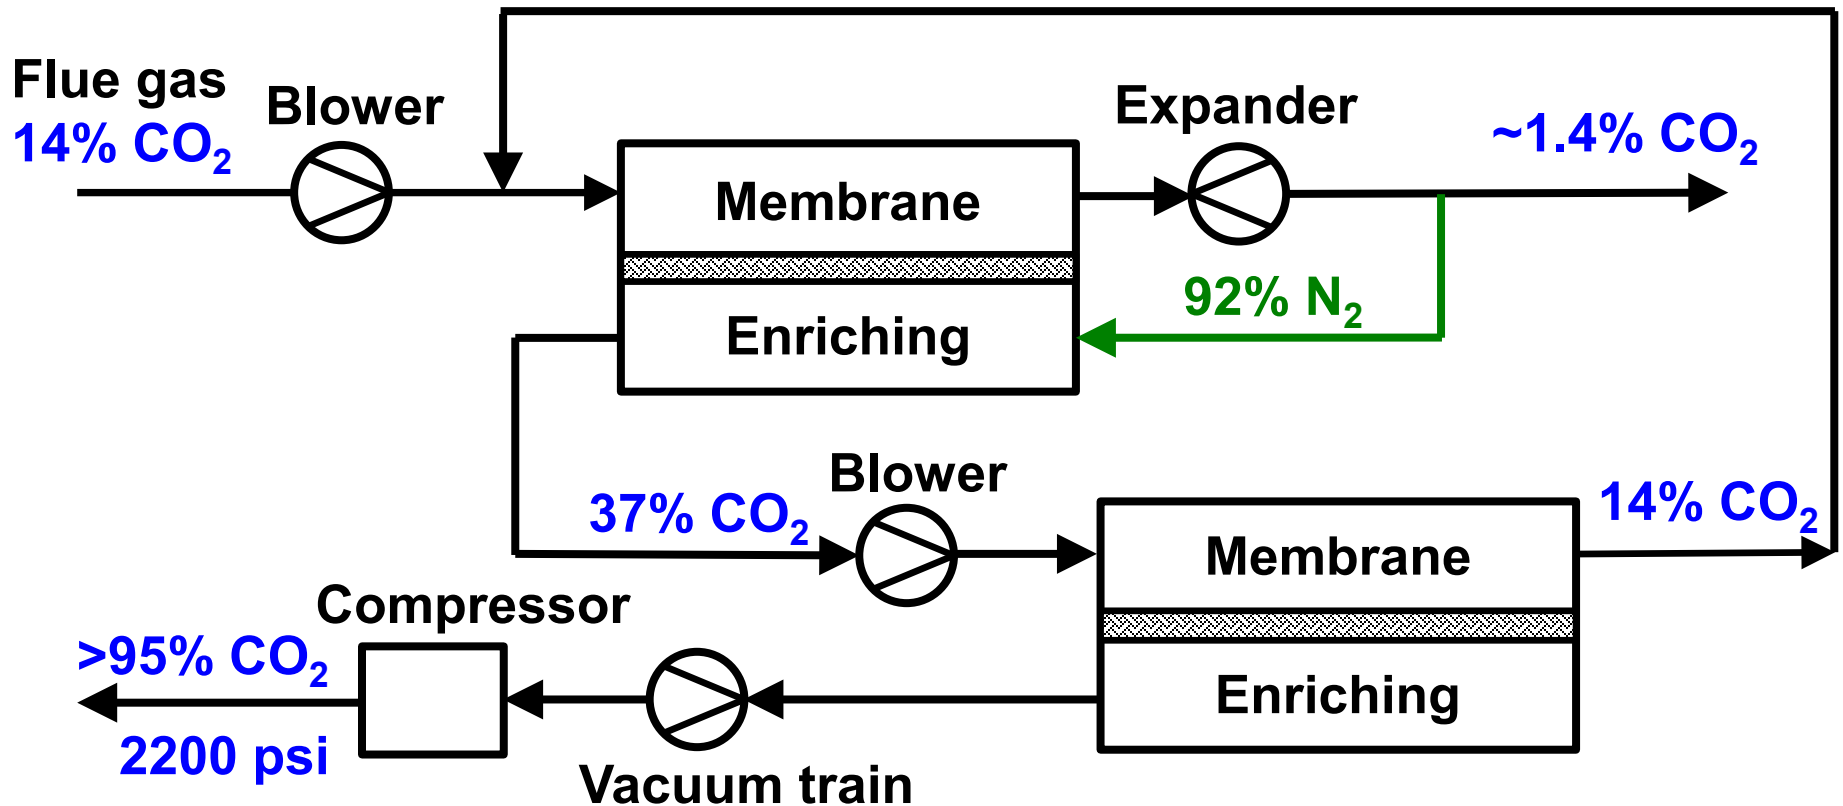 Flue gas
14% CO₂
Blower
Expander
~1.4% CO₂
Membrane
92% N₂
Enriching
Blower
37% CO₂
14% CO₂
Membrane
Compressor
>95% CO₂
Enriching
2200 psi
Vacuum train